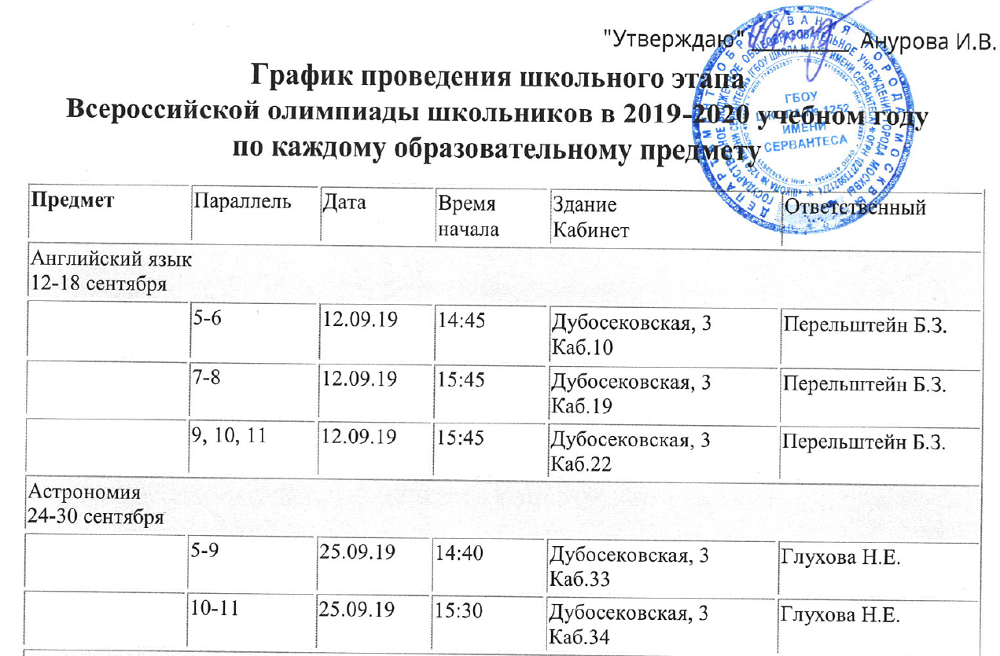 "Утверждаю" __________ Анурова И.В.
График проведения школьного этапа
Всероссийской олимпиады школьников в 2019-2020 учебном году
по каждому образовательному предмету
ГБОУ
ШКОЛА № 1252
ИМЕНИ
СЕРВАНТЕСА
Предмет Параллель Дата Время начала Здание Кабинет Ответственный
Английский язык
12-18 сентября
5-6 12.09.19 14:45 Дубосековская, 3 Каб.10 Перельштейн Б.З.
7-8 12.09.19 15:45 Дубосековская, 3 Каб.19 Перельштейн Б.З.
9, 10, 11 12.09.19 15:45 Дубосековская, 3 Каб.22 Перельштейн Б.З.
Астрономия
24-30 сентября
5-9 25.09.19 14:40 Дубосековская, 3 Каб.33 Глухова Н.Е.
10-11 25.09.19 15:30 Дубосековская, 3 Каб.34 Глухова Н.Е.